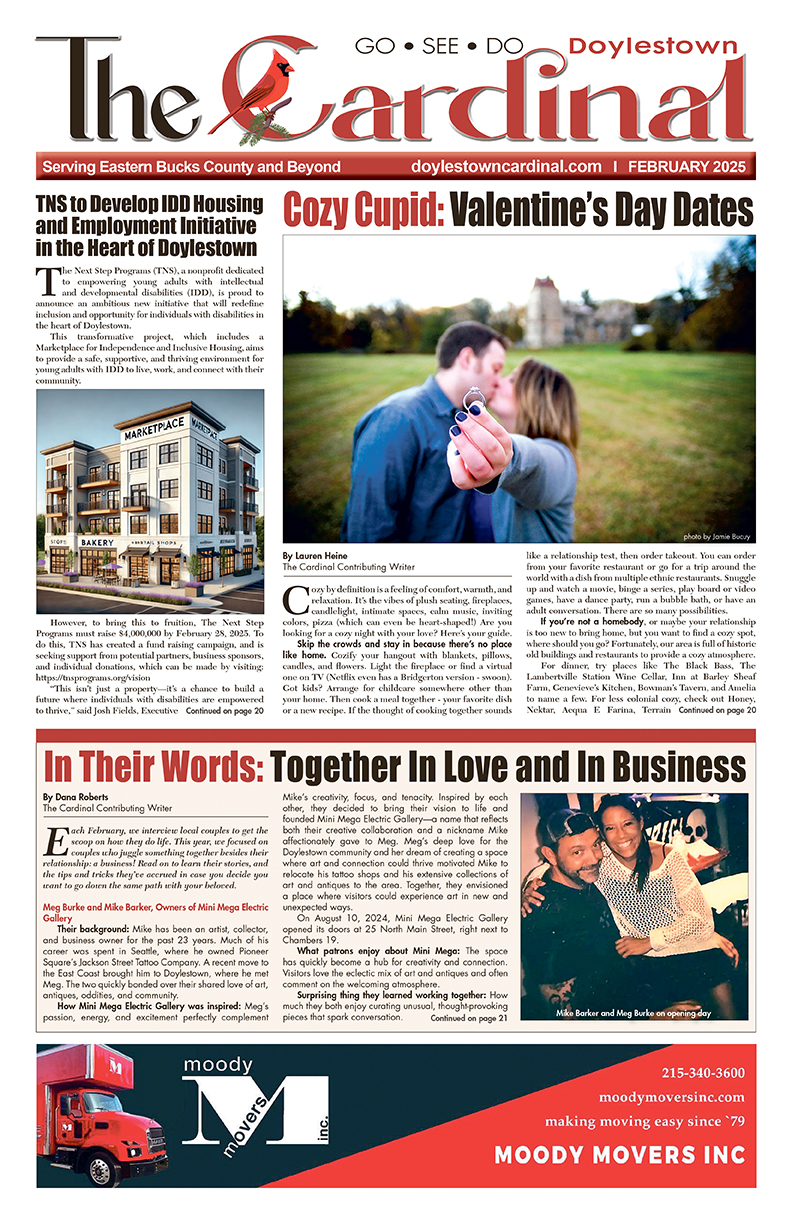 GO • SEE • DO Doylestown
The Cardinal
Serving Eastern Bucks County and Beyond
doylestowncardinal.com I FEBRUARY 2025
TNS to Develop IDD Housing
and Employment Initiative
in the Heart of Doylestown
The Next Step Programs (TNS), a nonprofit dedicated
to empowering young adults with intellectual
and developmental disabilities (IDD), is proud to
announce an ambitious new initiative that will redefine
inclusion and opportunity for individuals with disabilities in
the heart of Doylestown.
This transformative project, which includes a
Marketplace for Independence and Inclusive Housing, aims
to provide a safe, supportive, and thriving environment for
young adults with IDD to live, work, and connect with their
community.
MARKETPLACE
MARKETPLACE
BAKERY
However, to bring this to fruition, The Next Step
Programs must raise $4,000,000 by February 28, 2025. To
do this, TNS has created a fund raising campaign, and is
seeking support from potential partners, business sponsors,
and individual donations, which can be made by visiting:
https://tnsprograms.org/vision
“This isn’t just a property—it’s a chance to build a
future where individuals with disabilities are empowered
to thrive,” said Josh Fields, Executive Continued on page 20
Cozy Cupid: Valentine’s Day Dates
photo by Jamie Bucuy
By Lauren Heine
The Cardinal Contributing Writer
Cozy by definition is a feeling of comfort, warmth, and
relaxation. It’s the vibes of plush seating, fireplaces,
candlelight, intimate spaces, calm music, inviting
colors, pizza (which can even be heart-shaped!) Are you
looking for a cozy night with your love? Here’s your guide.
Skip the crowds and stay in because there’s no place
like home. Cozify your hangout with blankets, pillows,
candles, and flowers. Light the fireplace or find a virtual
one on TV (Netflix even has a Bridgerton version - swoon).
Got kids? Arrange for childcare somewhere other than
your home. Then cook a meal together - your favorite dish
or a new recipe. If the thought of cooking together sounds
like a relationship test, then order takeout. You can order
from your favorite restaurant or go for a trip around the
world with a dish from multiple ethnic restaurants. Snuggle
up and watch a movie, binge a series, play board or video
games, have a dance party, run a bubble bath, or have an
adult conversation. There are so many possibilities.
If you’re not a homebody, or maybe your relationship
is too new to bring home, but you want to find a cozy spot,
where should you go? Fortunately, our area is full of historic
old buildings and restaurants to provide a cozy atmosphere.
For dinner, try places like The Black Bass, The
Lambertville Station Wine Cellar, Inn at Barley Sheaf
Farm, Genevieve’s Kitchen, Bowman’s Tavern, and Amelia
to name a few. For less colonial cozy, check out Honey,
Nektar, Acqua E Farina, Terrain Continued on page 20
In Their Words: Together In Love and In Business
By Dana Roberts
The Cardinal Contributing Writer
Each February, we interview local couples to get the
scoop on how they do life. This year, we focused on
couples who juggle something together besides their
relationship: a business! Read on to learn their stories, and
the tips and tricks they’ve accrued in case you decide you
want to go down the same path with your beloved.
Meg Burke and Mike Barker, Owners of Mini Mega Electric
Gallery
Their background: Mike has been an artist, collector,
and business owner for the past 23 years. Much of his
career was spent in Seattle, where he owned Pioneer
Square’s Jackson Street Tattoo Company. A recent move to
the East Coast brought him to Doylestown, where he met
Meg. The two quickly bonded over their shared love of art,
antiques, oddities, and community.
How Mini Mega Electric Gallery was inspired: Meg’s
passion, energy, and excitement perfectly complement
Mike’s creativity, focus, and tenacity. Inspired by each
other, they decided to bring their vision to life and
founded Mini Mega Electric Gallery—a name that reflects
both their creative collaboration and a nickname Mike
affectionately gave to Meg. Meg’s deep love for the
Doylestown community and her dream of creating a space
where art and connection could thrive motivated Mike to
relocate his tattoo shops and his extensive collections of
art and antiques to the area. Together, they envisioned
a place where visitors could experience art in new and
unexpected ways.
On August 10, 2024, Mini Mega Electric Gallery
opened its doors at 25 North Main Street, right next to
Chambers 19.
What patrons enjoy about Mini Mega: The space
has quickly become a hub for creativity and connection.
Visitors love the eclectic mix of art and antiques and often
comment on the welcoming atmosphere.
Surprising thing they learned working together: How
much they both enjoy curating unusual, thought-provoking
pieces that spark conversation. Continued on page 21
Mike Barker and Meg Burke on opening day
moody
M
movers
inc.
215-340-3600
moodymoversinc.com
making moving easy since `79
MOODY MOVERS INC